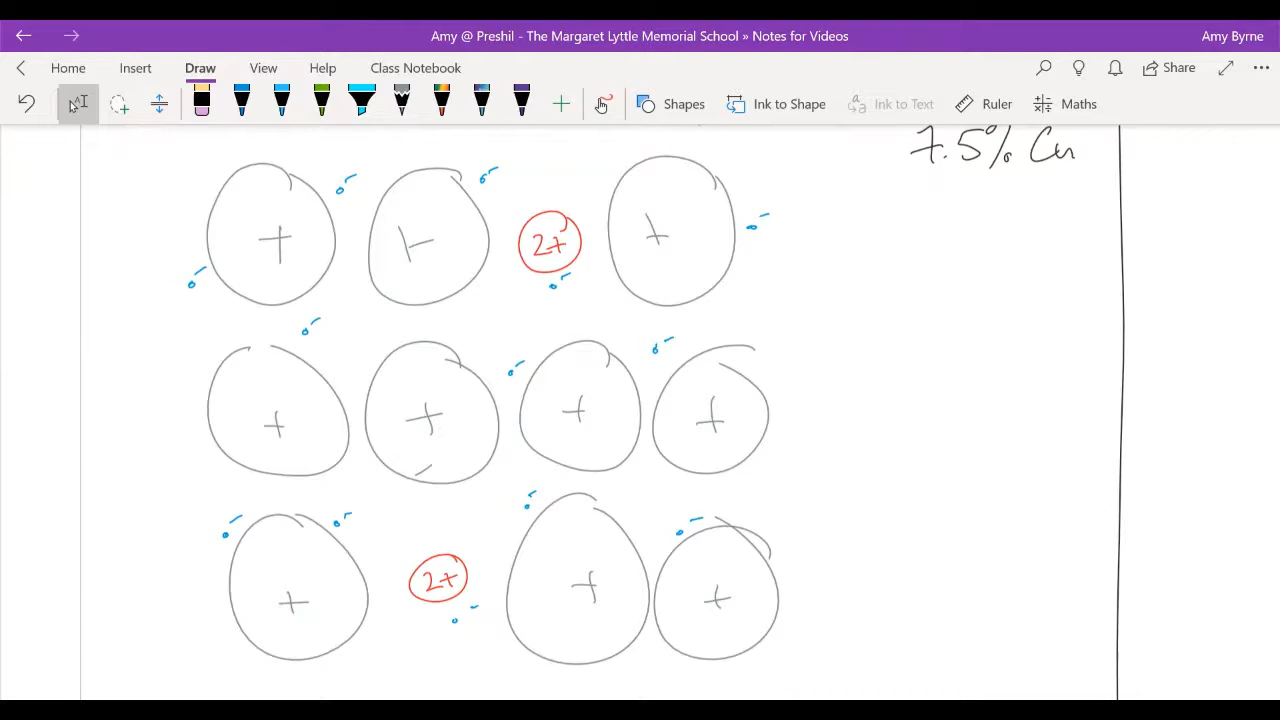 Amy @ Preshil - The Margaret Lyttle Memorial School » Notes for Videos
Amy Byrne
Home Insert Draw View Help Class Notebook
Share
Shapes Ink to Shape Ink to Text Ruler Maths
7.5% Cu
+ + 2+ +
+ + + +
+ 2+ + +